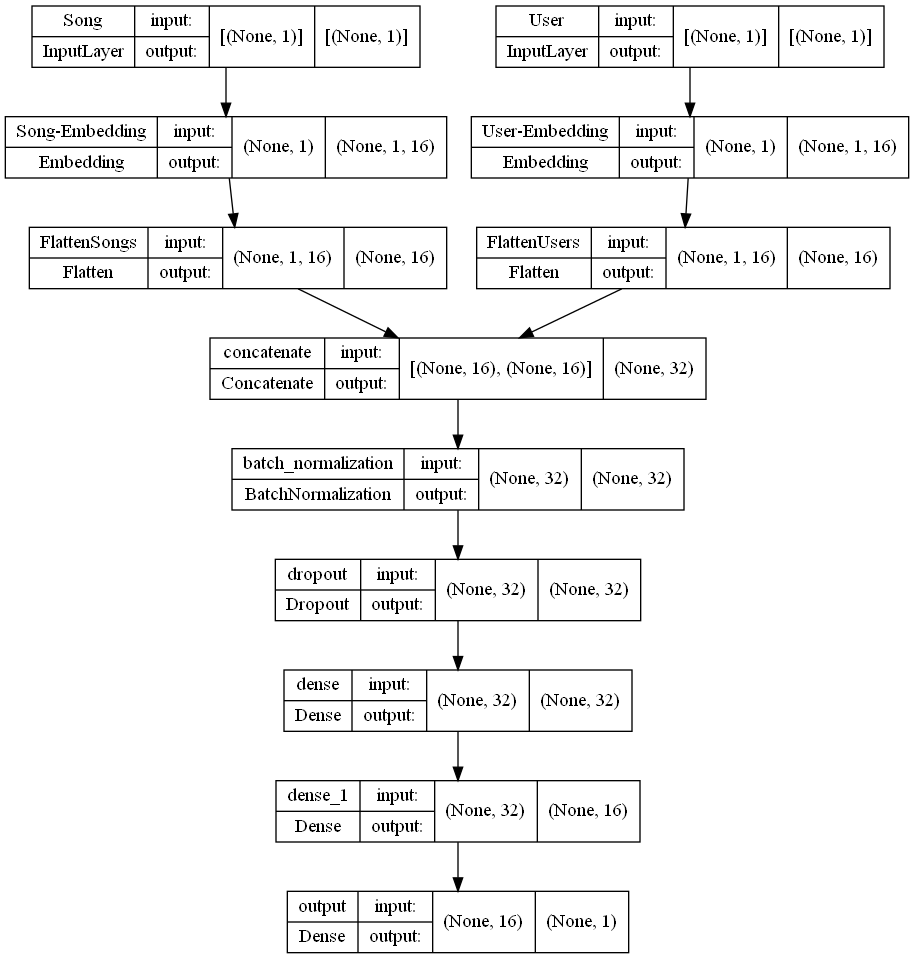 Song input: [(None, 1)] [(None, 1)]
InputLayer output:
User input: [(None, 1)] [(None, 1)]
InputLayer output:
Song-Embedding input: (None, 1) (None, 1, 16)
Embedding output:
User-Embedding input: (None, 1) (None, 1, 16)
Embedding output:
FlattenSongs input: (None, 1, 16) (None, 16)
Flatten output:
FlattenUsers input: (None, 1, 16) (None, 16)
Flatten output:
concatenate input: [(None, 16), (None, 16)] (None, 32)
Concatenate output:
batch_normalization input: (None, 32) (None, 32)
BatchNormalization output:
dropout input: (None, 32) (None, 32)
Dropout output:
dense input: (None, 32) (None, 32)
Dense output:
dense_1 input: (None, 32) (None, 16)
Dense output:
output input: (None, 16) (None, 1)
Dense output: